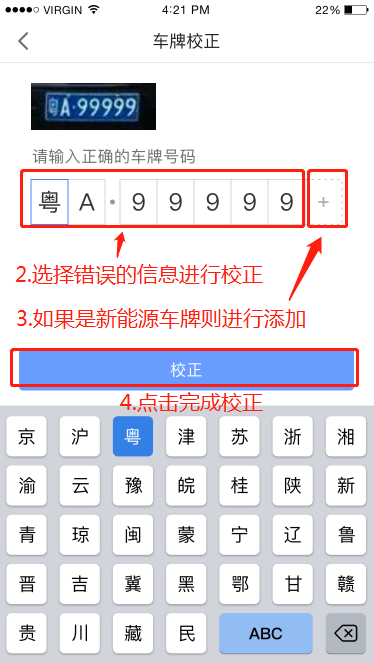 VIRGIN 4:21 PM 22%
车牌校正
粤A·99999
请输入正确的车牌号码
粤 A • 9 9 9 9 9 +
2.选择错误的信息进行校正
3.如果是新能源车牌则进行添加
校正
4.点击完成校正
京 沪 粤 津 苏 浙 湘
渝 云 豫 皖 桂 陕 新
青 琼 闽 蒙 宁 辽 鲁
晋 吉 冀 黑 鄂 甘 赣
贵 川 藏 民 ABC